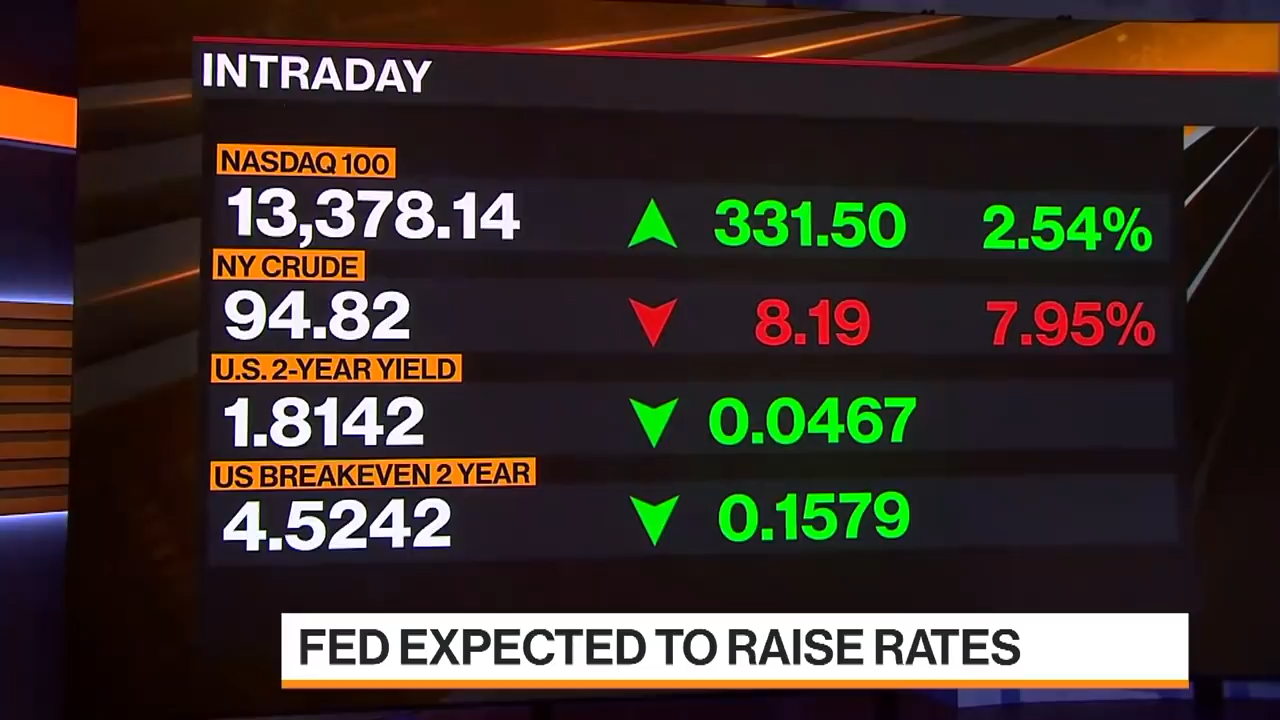 INTRADAY
NASDAQ 100
13,378.14 ▲ 331.50 2.54%
NY CRUDE
94.82 ▼ 8.19 7.95%
U.S. 2-YEAR YIELD
1.8142 ▼ 0.0467
US BREAKEVEN 2 YEAR
4.5242 ▼ 0.1579
FED EXPECTED TO RAISE RATES